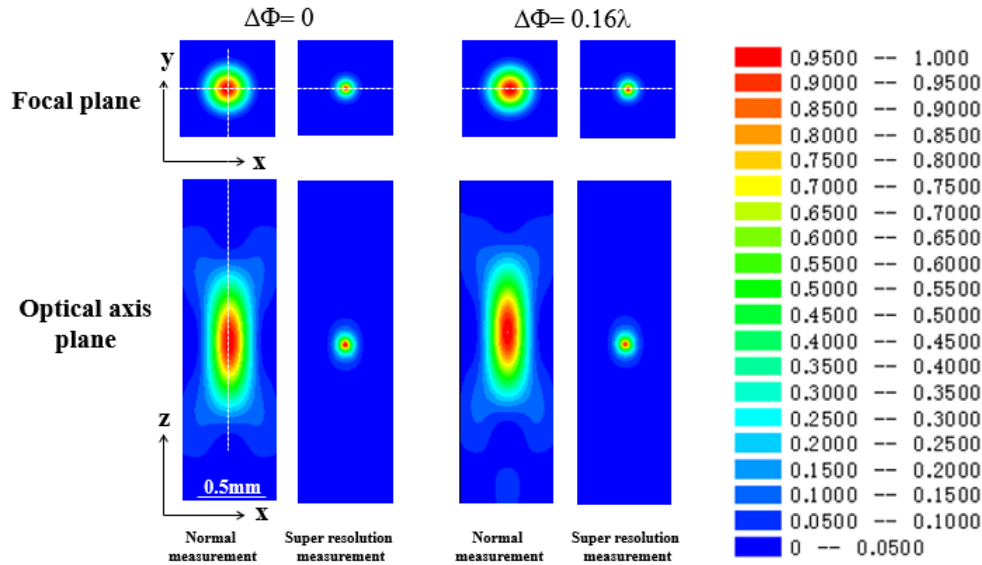 ΔΦ= 0
ΔΦ= 0.16λ
y
Focal plane
x
Optical axis
plane
z
0.5mm
x
Normal
measurement
Super resolution
measurement
Normal
measurement
Super resolution
measurement
0.9500 -- 1.000
0.9000 -- 0.9500
0.8500 -- 0.9000
0.8000 -- 0.8500
0.7500 -- 0.8000
0.7000 -- 0.7500
0.6500 -- 0.7000
0.6000 -- 0.6500
0.5500 -- 0.6000
0.5000 -- 0.5500
0.4500 -- 0.5000
0.4000 -- 0.4500
0.3500 -- 0.4000
0.3000 -- 0.3500
0.2500 -- 0.3000
0.2000 -- 0.2500
0.1500 -- 0.2000
0.1000 -- 0.1500
0.0500 -- 0.1000
0 -- 0.0500